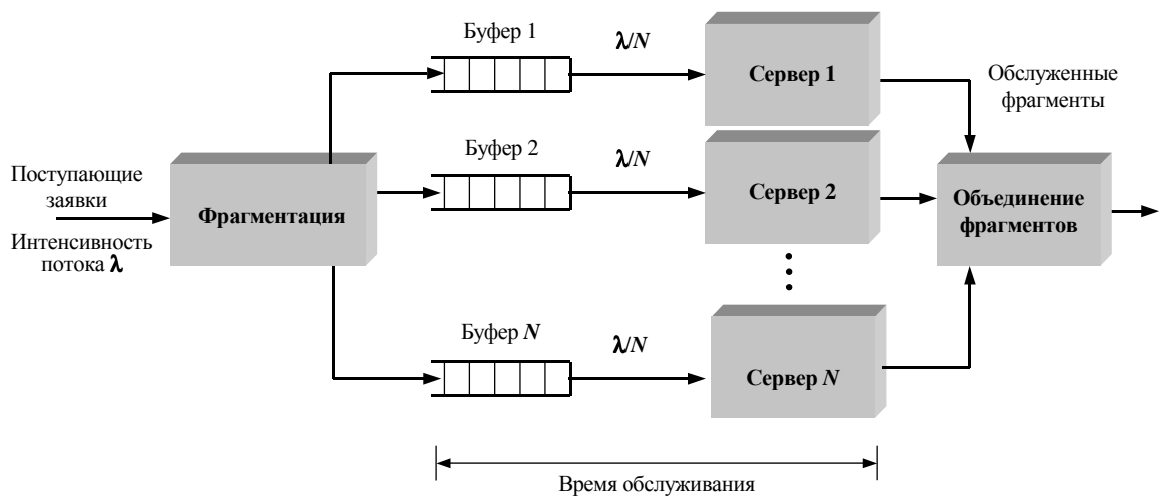 Буфер 1
λ/N
Сервер 1
Обслуженные
фрагменты
Буфер 2
λ/N
Сервер 2
Поступающие
заявки
Интенсивность
потока λ
Фрагментация
Объединение
фрагментов
Буфер N
λ/N
Сервер N
Время обслуживания